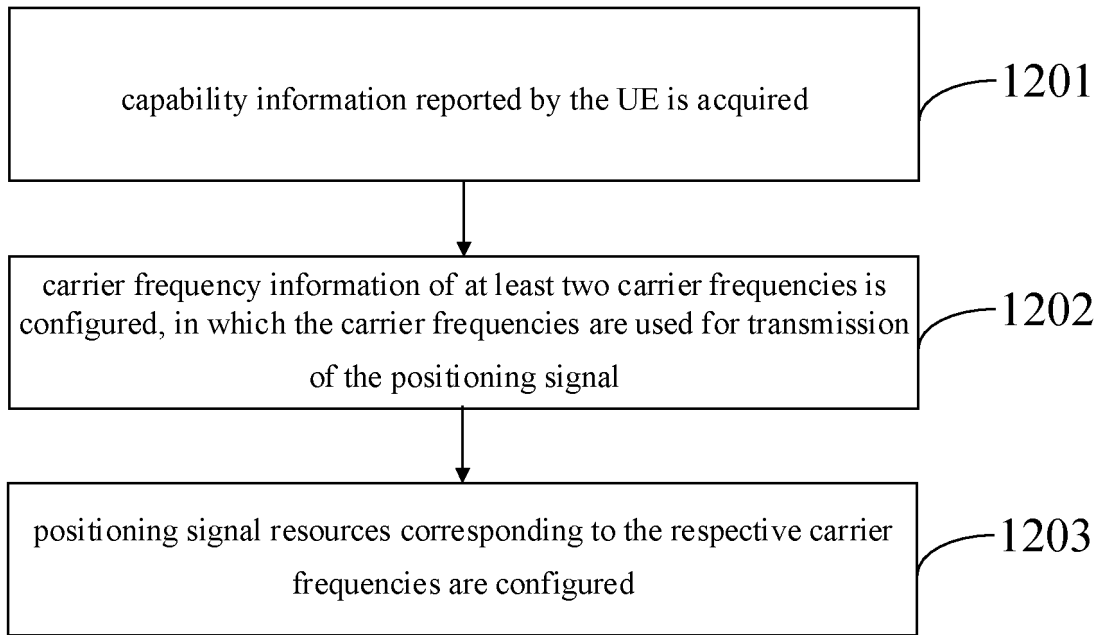 capability information reported by the UE is acquired
1201
carrier frequency information of at least two carrier frequencies is
configured, in which the carrier frequencies are used for transmission
of the positioning signal
1202
positioning signal resources corresponding to the respective carrier
frequencies are configured
1203